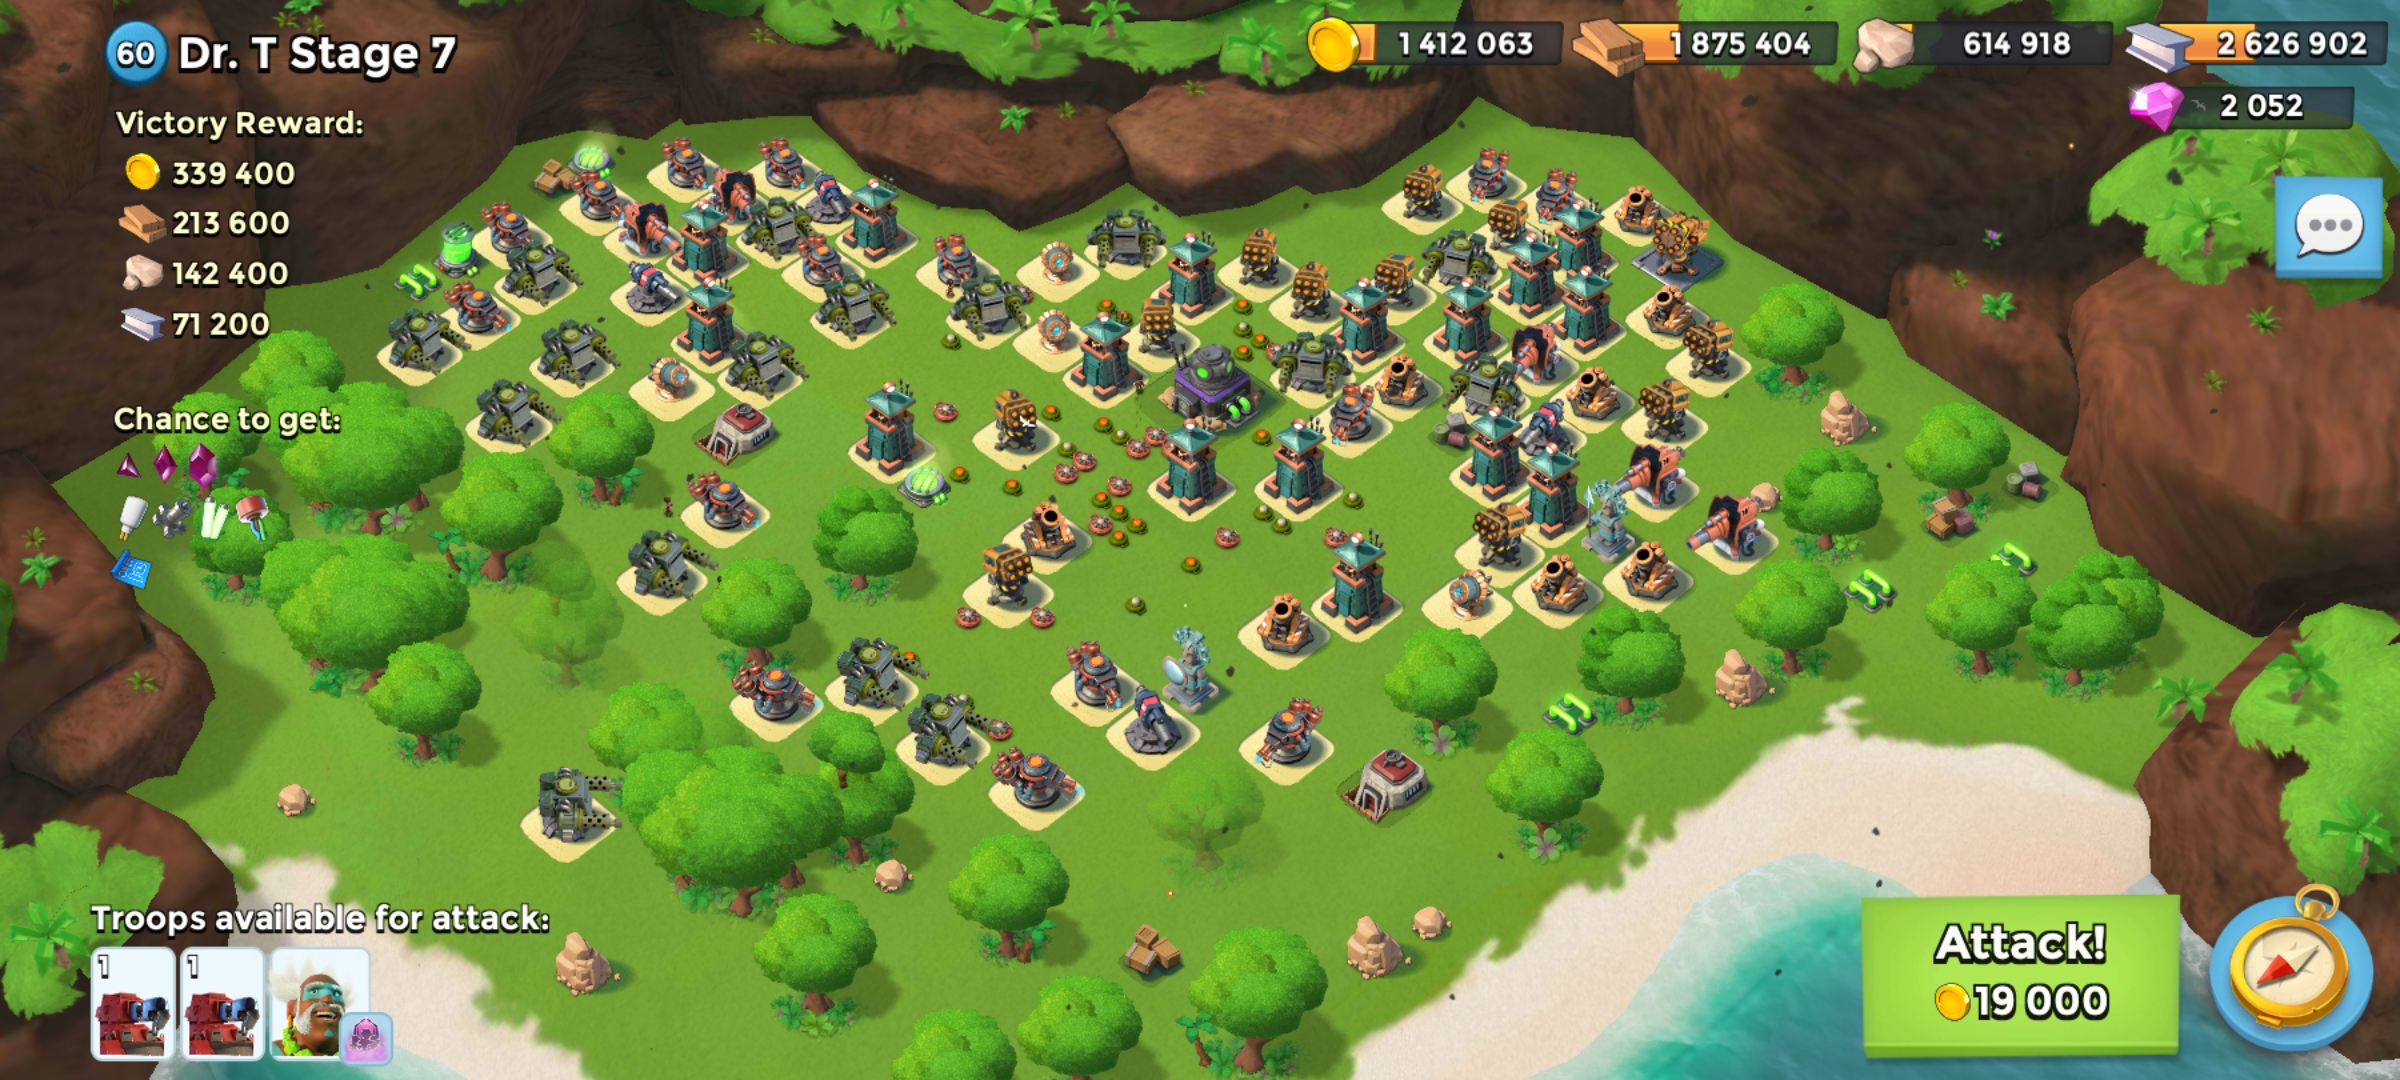 60 Dr. T Stage 7
1 412 063
1 875 404
614 918
2 626 902
2 052
Victory Reward:
339 400
213 600
142 400
71 200
Chance to get:
Troops available for attack:
1
1
Attack!
19 000